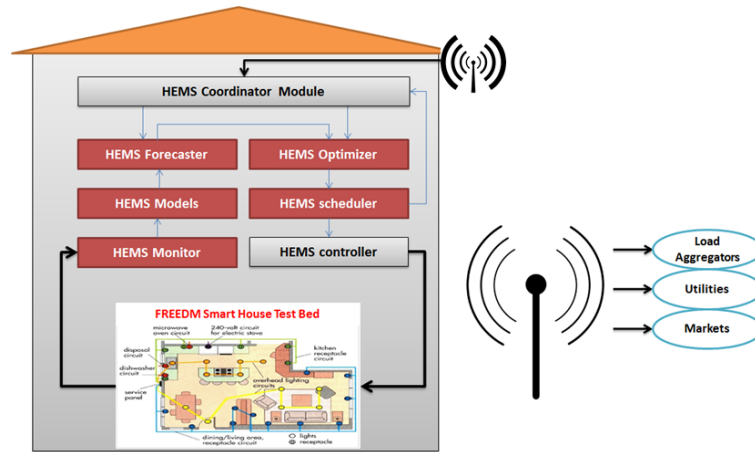 HEMS Coordinator Module
HEMS Forecaster
HEMS Optimizer
HEMS Models
HEMS scheduler
HEMS Monitor
HEMS controller
Load
Aggregators
Utilities
Markets
FREEDM Smart House Test Bed
microwave
oven circuit
240-volt circuit
for electric stove
disposal
circuit
dishwasher
circuit
service
panel
kitchen
receptacle
circuit
overhead lighting
circuits
dining/living area,
receptacle circuit
lights
receptacle